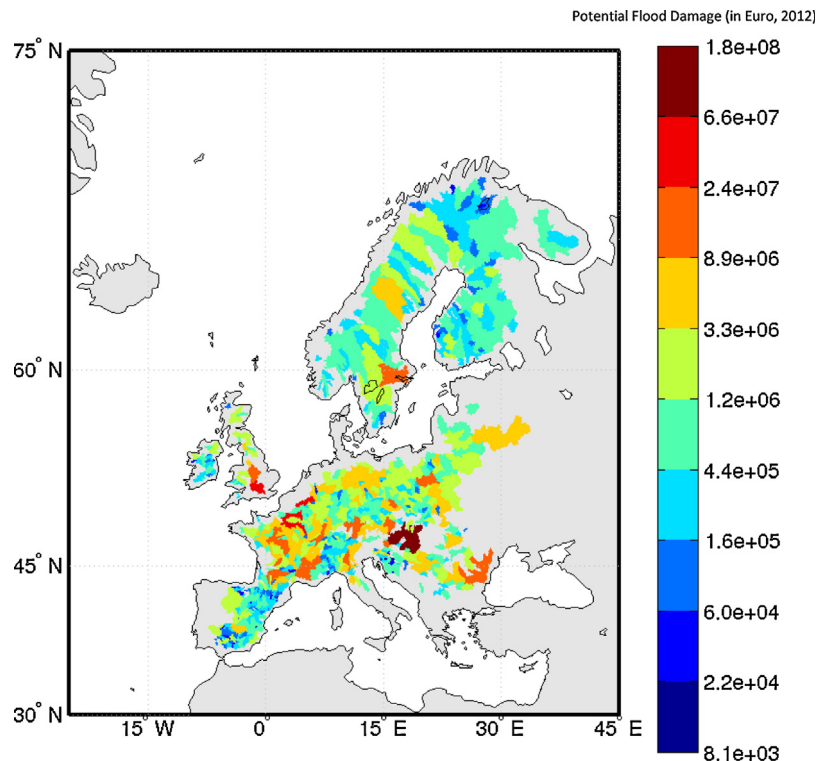 Potential Flood Damage (in Euro, 2012)
75° N
60° N
45° N
30° N
15° W
0°
15° E
30° E
45° E
1.8e+08
6.6e+07
2.4e+07
8.9e+06
3.3e+06
1.2e+06
4.4e+05
1.6e+05
6.0e+04
2.2e+04
8.1e+03